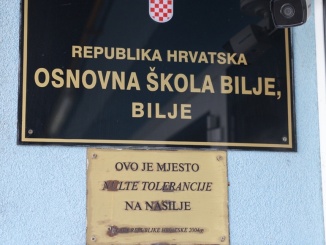 REPUBLIKA HRVATSKA
OSNOVNA ŠKOLA BILJE,
BILJE
OVO JE MJESTO
NULTE TOLERANCIJE
NA NASILJE